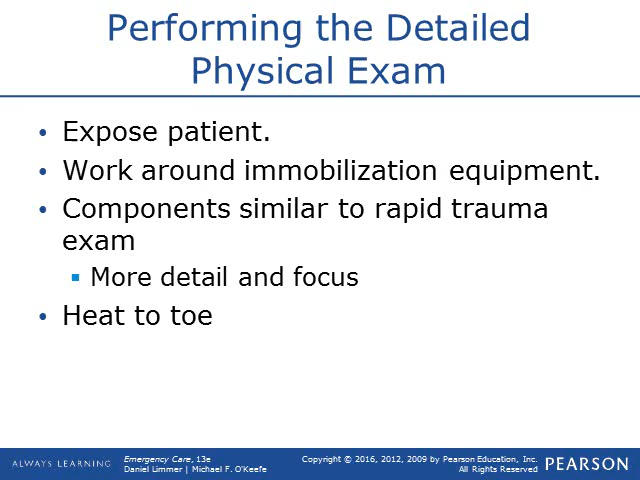 Performing the Detailed
Physical Exam
• Expose patient.
• Work around immobilization equipment.
• Components similar to rapid trauma
exam
▪ More detail and focus
• Heat to toe
ALWAYS LEARNING
Emergency Care, 13e
Daniel Limmer | Michael F. O'Keefe
Copyright © 2016, 2012, 2009 by Pearson Education, Inc.
All Rights Reserved
PEARSON